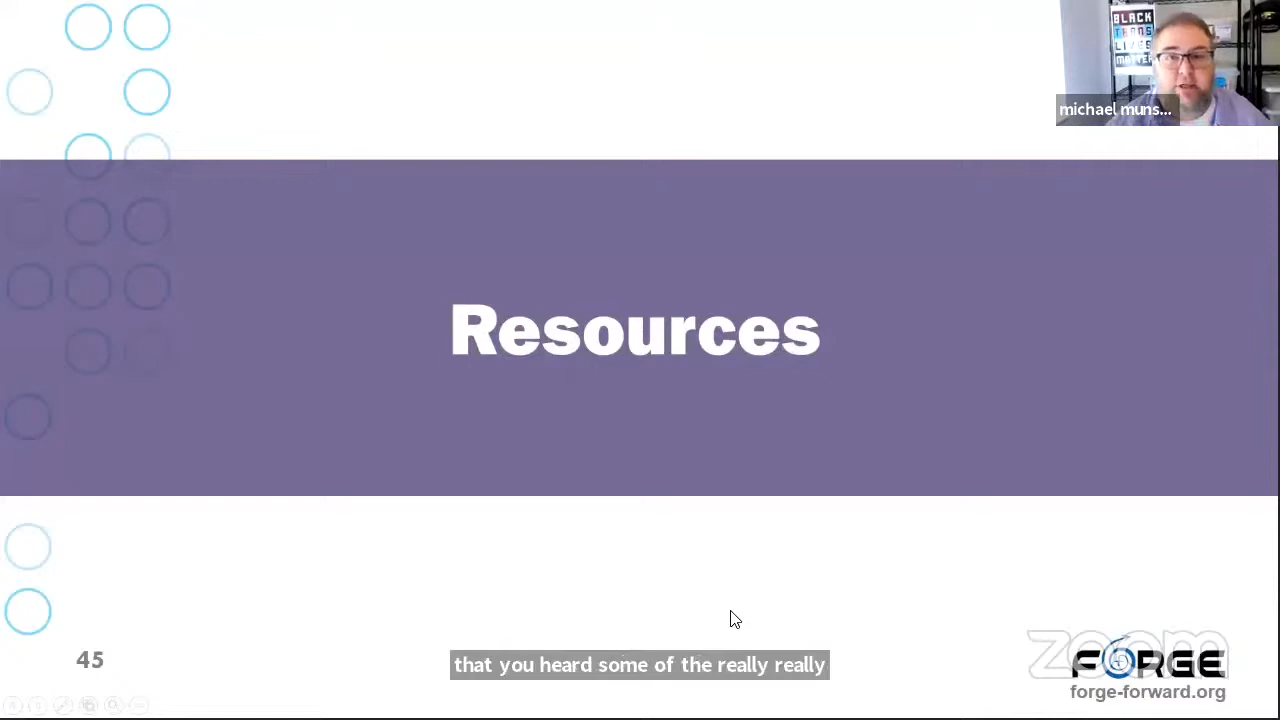 BLACK
TRANS
LIVES
MATTER
michael muns...
Resources
45
that you heard some of the really really
zoom
FORGE
forge-forward.org